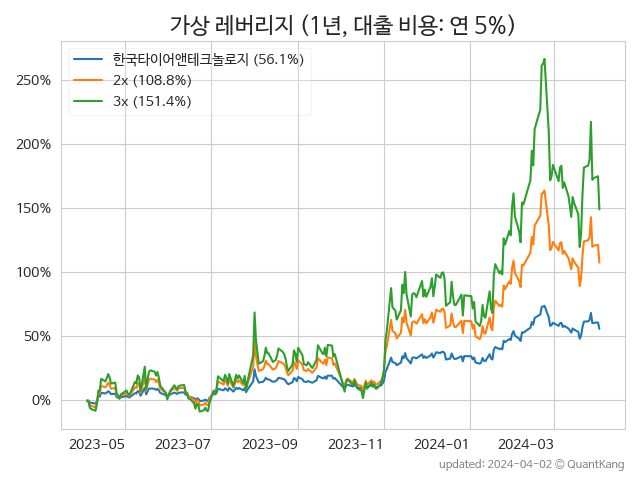 가상 레버리지 (1년, 대출 비용: 연 5%)
한국타이어앤테크놀로지 (56.1%)
2x (108.8%)
3x (151.4%)
250%
200%
150%
100%
50%
0%
2023-05 2023-07 2023-09 2023-11 2024-01 2024-03
updated: 2024-04-02 © QuantKang